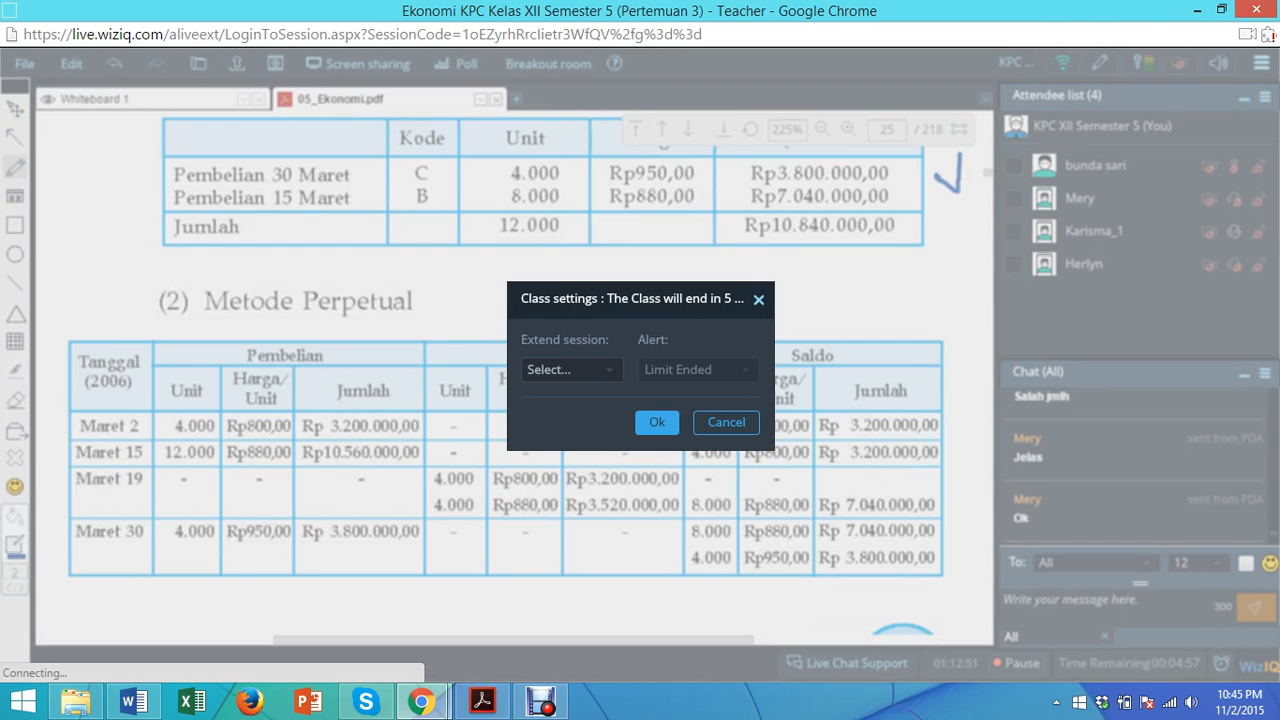 Ekonomi KPC Kelas XII Semester 5 (Pertemuan 3) - Teacher - Google Chrome
https://live.wiziq.com/aliveext/LoginToSession.aspx?SessionCode=1oEZyrhRrclietr3WfQV%2fg%3d%3d
File Edit Screen sharing Poll Breakout room KPC ...
Whiteboard 1 05_Ekonomi.pdf
Attendee list (4)
225% 25 / 218
KPC XII Semester 5 (You)
bunda sari
Mery
Karisma_1
Herlyn
Kode Unit
Pembelian 30 Maret C 4.000 Rp950,00 Rp3.800.000,00
Pembelian 15 Maret B 8.000 Rp880,00 Rp7.040.000,00
Jumlah 12.000 Rp10.840.000,00
(2) Metode Perpetual
Class settings : The Class will end in 5 ...
Extend session: Alert:
Select... Limit Ended
Ok Cancel
Tanggal (2006) Pembelian Saldo
Unit Harga/ Unit Jumlah Unit Jumlah
Maret 2 4.000 Rp800,00 Rp 3.200.000,00 - Rp 3.200.000,00
Maret 15 12.000 Rp880,00 Rp10.560.000,00 - - - 4.000 Rp800,00 Rp 3.200.000,00
Maret 19 - - - 4.000 Rp800,00 Rp3.200.000,00 - -
4.000 Rp880,00 Rp3.520.000,00 8.000 Rp880,00 Rp 7.040.000,00
Maret 30 4.000 Rp950,00 Rp 3.800.000,00 - - - 8.000 Rp880,00 Rp 7.040.000,00
4.000 Rp950,00 Rp 3.800.000,00
Chat (All)
Salah jmlh
Mery sent from PDA
Jelas
Mery sent from PDA
Ok
To: All 12
Write your message here. 300
All
Connecting...
Live Chat Support 01:12:51 Pause Time Remaining 00:04:57 WizIQ
2
10:45 PM
11/2/2015